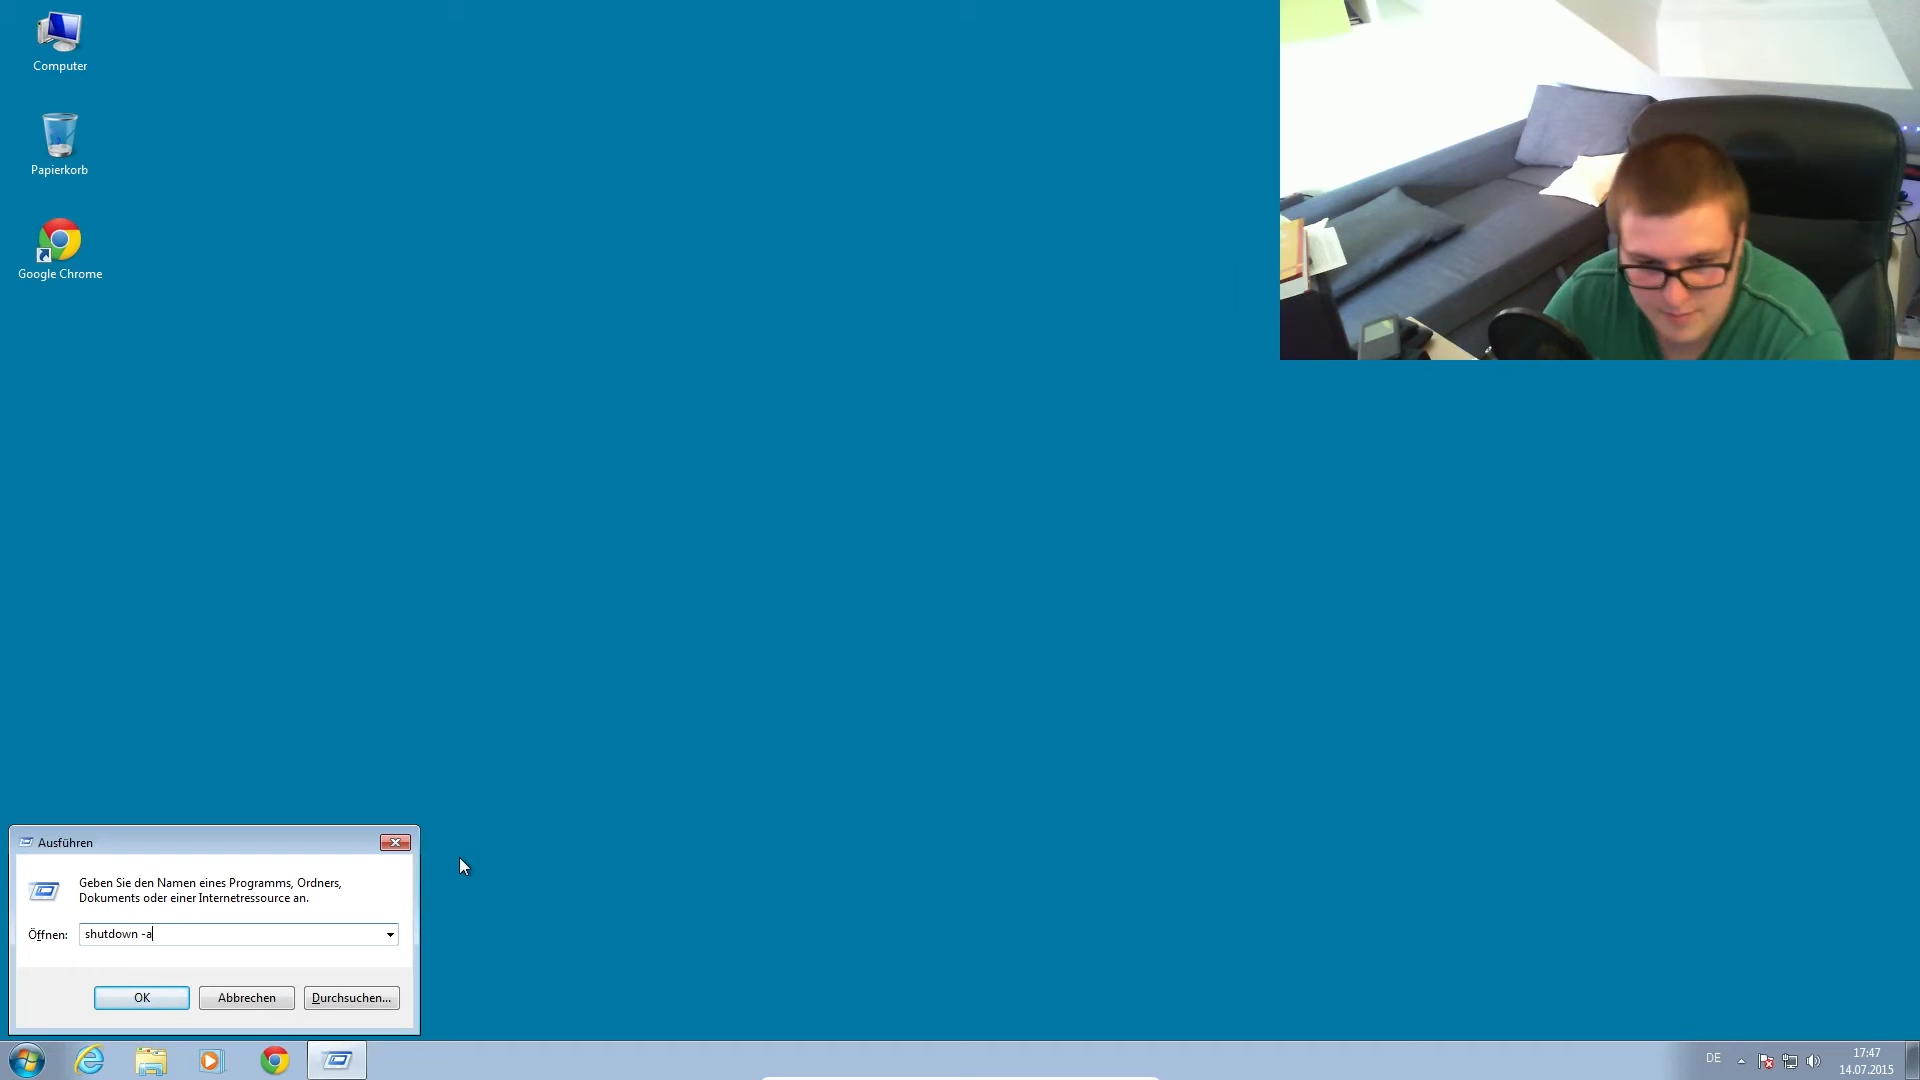 Computer
Papierkorb
Google Chrome
Ausführen
Geben Sie den Namen eines Programms, Ordners,
Dokuments oder einer Internetressource an.
Öffnen: shutdown -a
OK Abbrechen Durchsuchen...
DE 17:47
14.07.2015